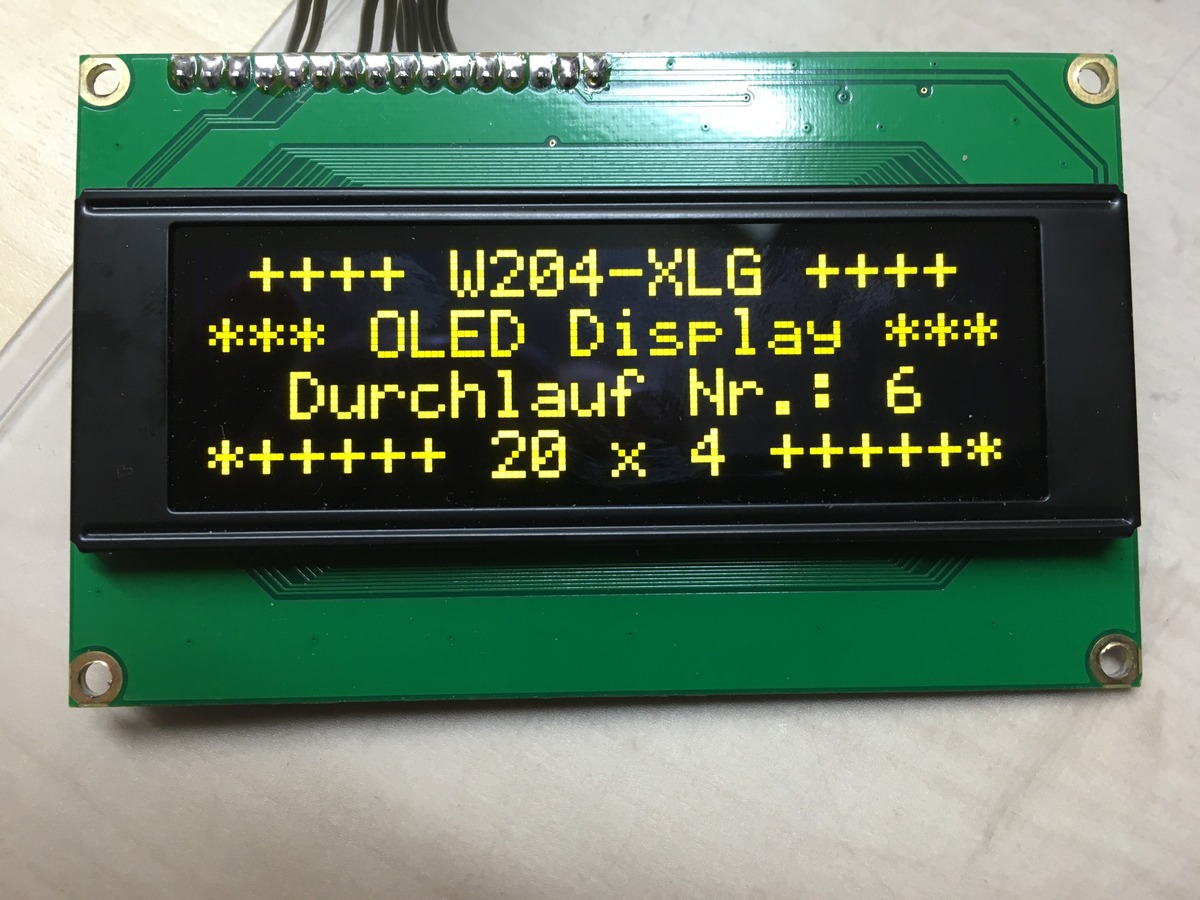 ++++ W204-XLG ++++
*** OLED Display ***
Durchlauf Nr.: 6
*+++++ 20 x 4 +++++*